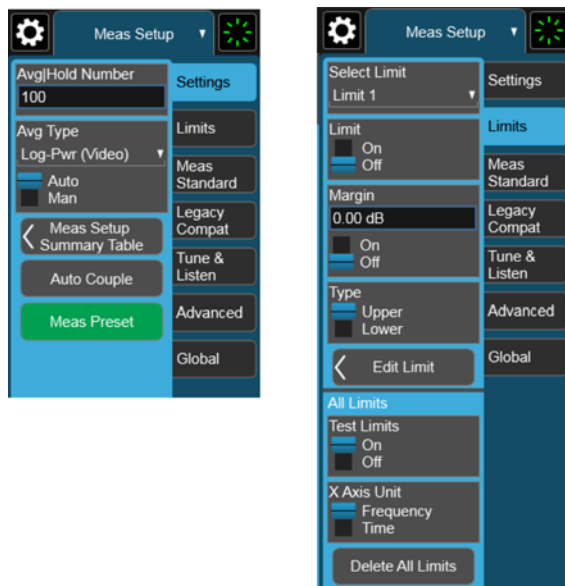 Meas Setup
Avg|Hold Number
100
Avg Type
Log-Pwr (Video)
Auto
Man
Meas Setup
Summary Table
Auto Couple
Meas Preset
Settings
Limits
Meas
Standard
Legacy
Compat
Tune &
Listen
Advanced
Global
Meas Setup
Select Limit
Limit 1
Limit
On
Off
Margin
0.00 dB
On
Off
Type
Upper
Lower
Edit Limit
All Limits
Test Limits
On
Off
X Axis Unit
Frequency
Time
Delete All Limits
Settings
Limits
Meas
Standard
Legacy
Compat
Tune &
Listen
Advanced
Global